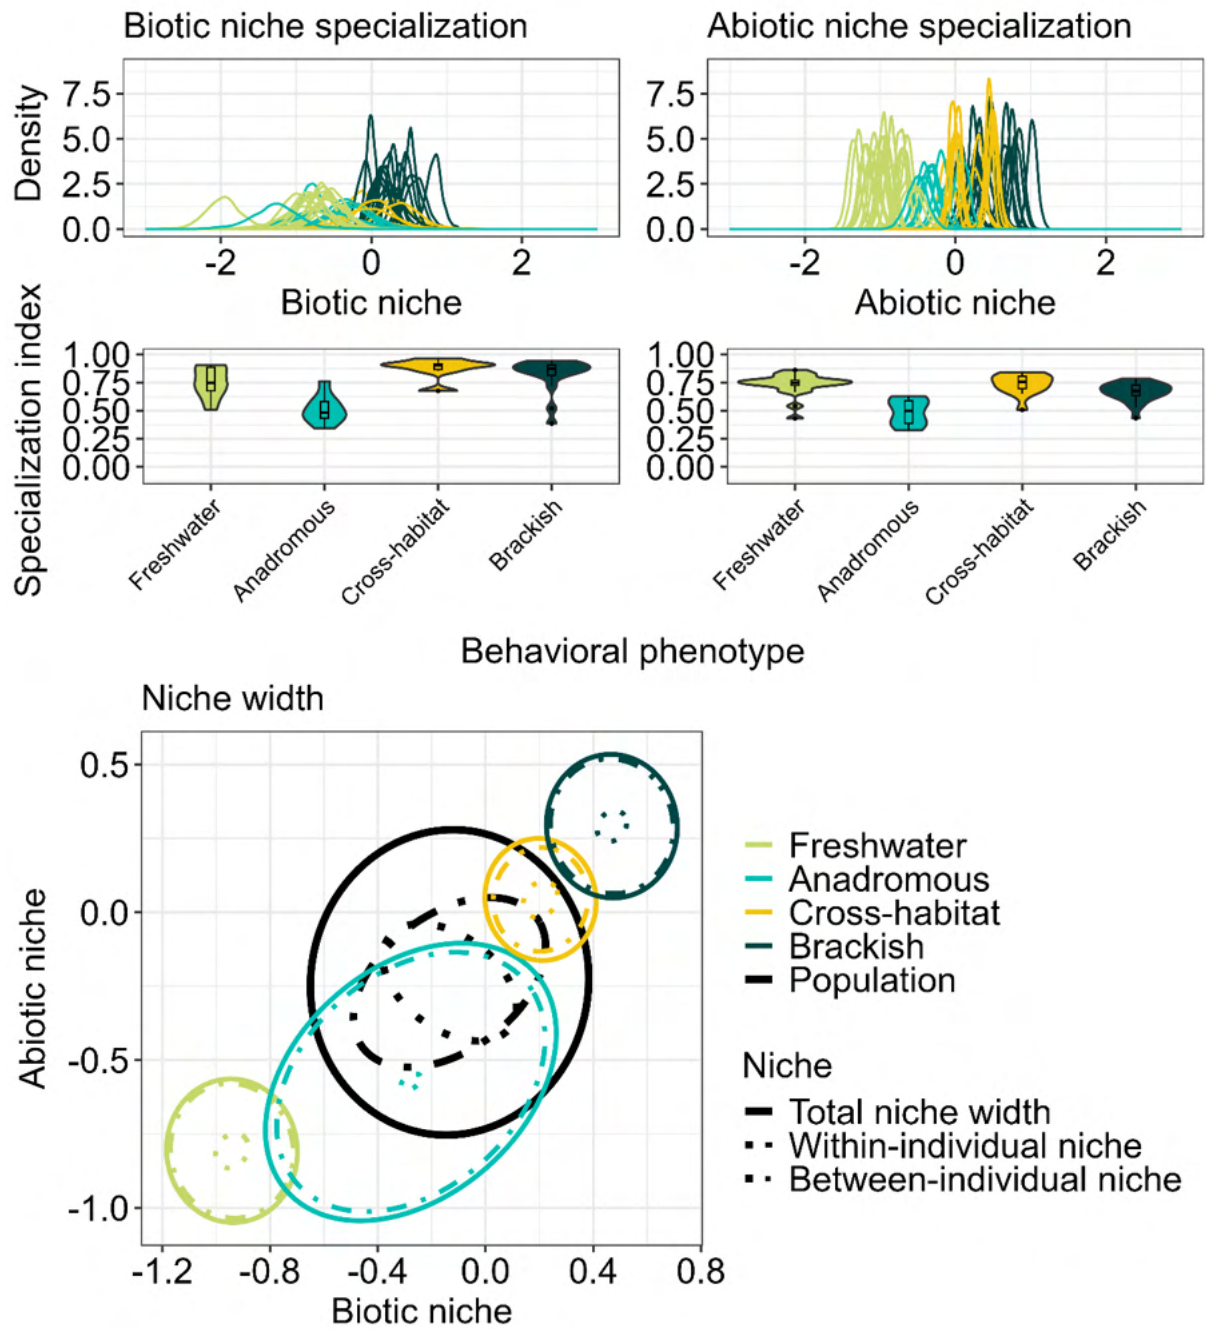 Biotic niche specialization
Abiotic niche specialization
Density
7.5
5.0
2.5
0.0
-2
0
2
Biotic niche
7.5
5.0
2.5
0.0
-2
0
2
Abiotic niche
Specialization index
1.00
0.75
0.50
0.25
0.00
Freshwater
Anadromous
Cross-habitat
Brackish
1.00
0.75
0.50
0.25
0.00
Freshwater
Anadromous
Cross-habitat
Brackish
Behavioral phenotype
Niche width
Abiotic niche
0.5
0.0
-0.5
-1.0
-1.2
-0.8
-0.4
0.0
0.4
0.8
Biotic niche
Freshwater
Anadromous
Cross-habitat
Brackish
Population
Niche
Total niche width
Within-individual niche
Between-individual niche